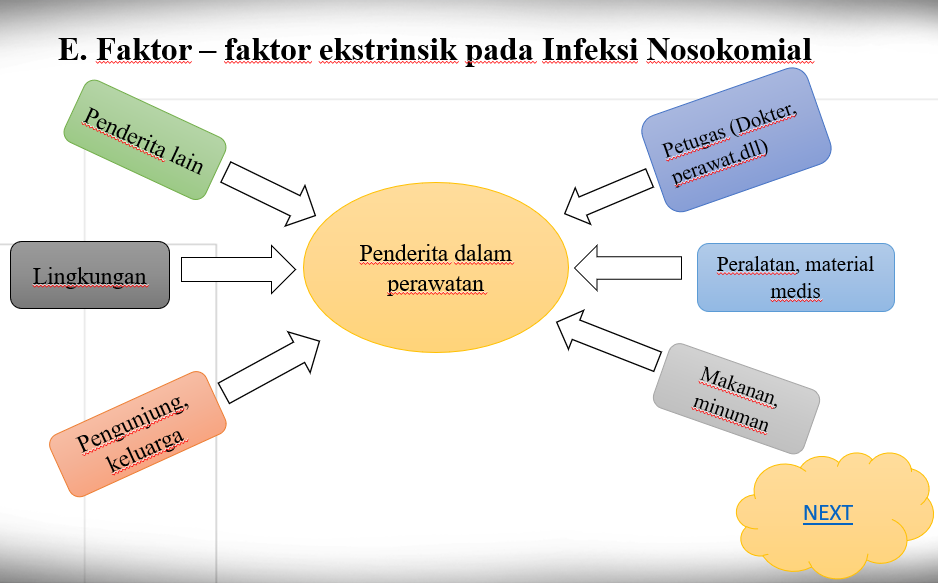 E. Faktor – faktor ekstrinsik pada Infeksi Nosokomial
Penderita lain
Lingkungan
Pengunjung,
keluarga
Penderita dalam
perawatan
Petugas (Dokter,
perawat,dll)
Peralatan, material
medis
Makanan,
minuman
NEXT